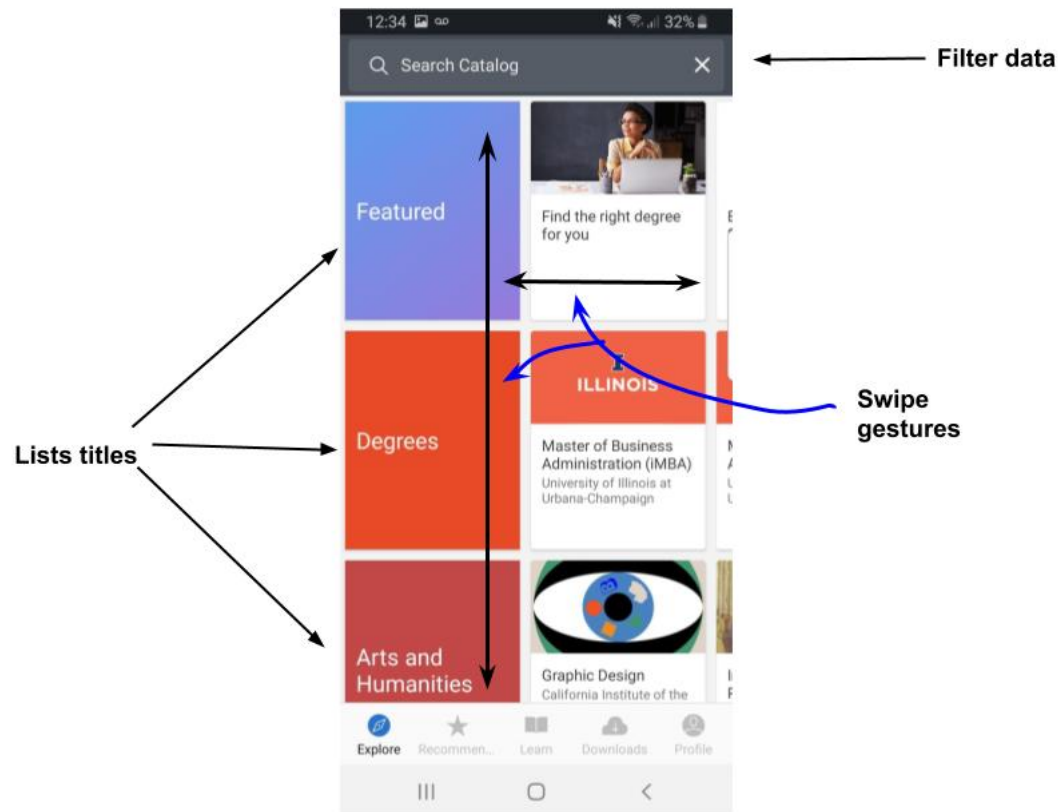 12:34 32%
Search Catalog
Filter data
Featured
Find the right degree
for you
Degrees
I
ILLINOIS
Master of Business
Administration (iMBA)
University of Illinois at
Urbana-Champaign
Swipe
gestures
Lists titles
Arts and
Humanities
Graphic Design
California Institute of the
Explore Recommen... Learn Downloads Profile